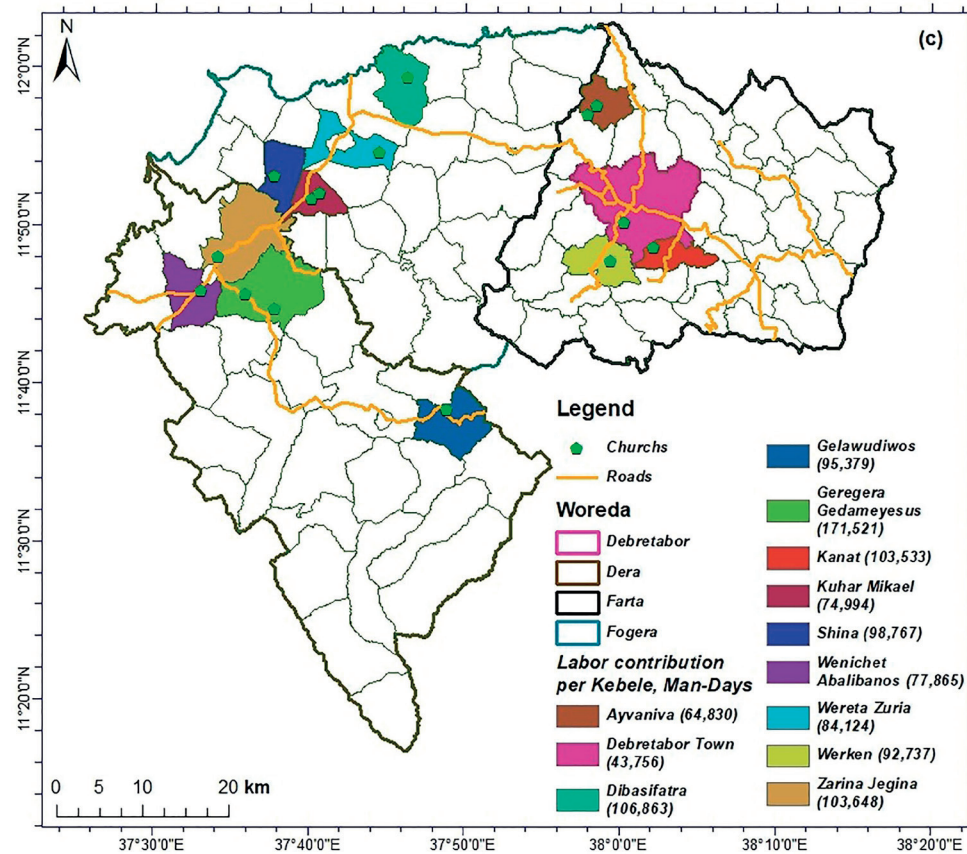 (c)
N
12°0'0"N
11°50'0"N
11°40'0"N
11°30'0"N
11°20'0"N
Legend
Churchs
Roads
Woreda
Debretabor
Dera
Farta
Fogera
Labor contribution
per Kebele, Man-Days
Ayvaniva (64,830)
Debretabor Town
(43,756)
Dibasifatra
(106,863)
Gelawudiwos
(95,379)
Geregera
Gedameyesus
(171,521)
Kanat (103,533)
Kuhar Mikael
(74,994)
Shina (98,767)
Wenichet
Abalibanos (77,865)
Wereta Zuria
(84,124)
Werken (92,737)
Zarina Jegina
(103,648)
0 5 10 20 km
37°30'0"E 37°40'0"E 37°50'0"E 38°0'0"E 38°10'0"E 38°20'0"E